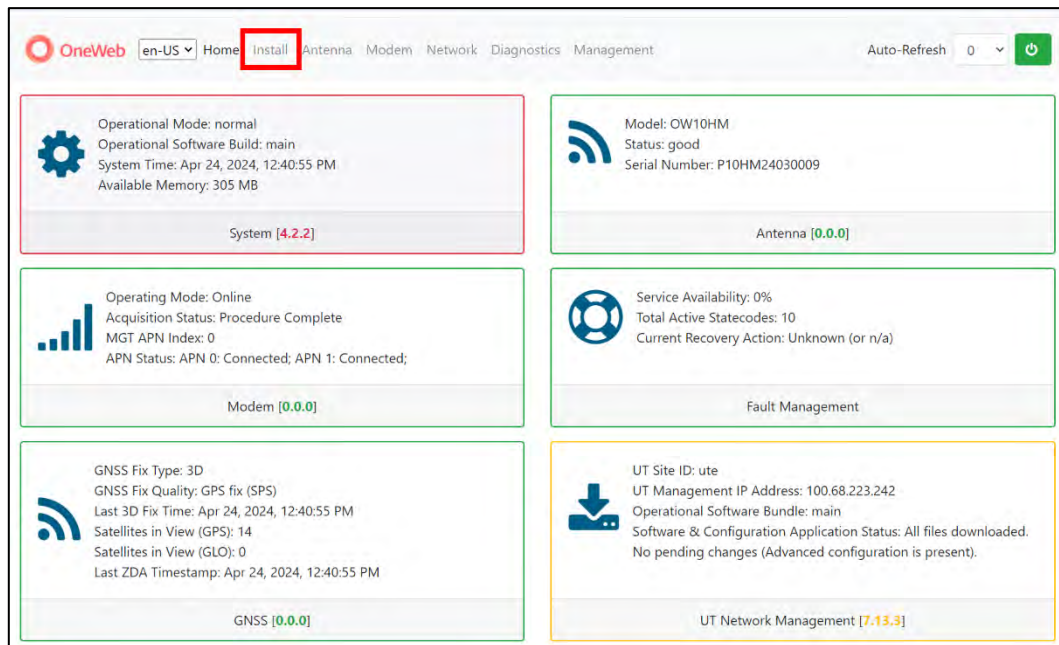 OneWeb en-US Home Install Antenna Modem Network Diagnostics Management Auto-Refresh 0
Operational Mode: normal
Operational Software Build: main
System Time: Apr 24, 2024, 12:40:55 PM
Available Memory: 305 MB
System [4.2.2]
Model: OW10HM
Status: good
Serial Number: P10HM24030009
Antenna [0.0.0]
Operating Mode: Online
Acquisition Status: Procedure Complete
MGT APN Index: 0
APN Status: APN 0: Connected; APN 1: Connected;
Modem [0.0.0]
Service Availability: 0%
Total Active Statecodes: 10
Current Recovery Action: Unknown (or n/a)
Fault Management
GNSS Fix Type: 3D
GNSS Fix Quality: GPS fix (SPS)
Last 3D Fix Time: Apr 24, 2024, 12:40:55 PM
Satellites in View (GPS): 14
Satellites in View (GLO): 0
Last ZDA Timestamp: Apr 24, 2024, 12:40:55 PM
GNSS [0.0.0]
UT Site ID: ute
UT Management IP Address: 100.68.223.242
Operational Software Bundle: main
Software & Configuration Application Status: All files downloaded.
No pending changes (Advanced configuration is present).
UT Network Management [7.13.3]